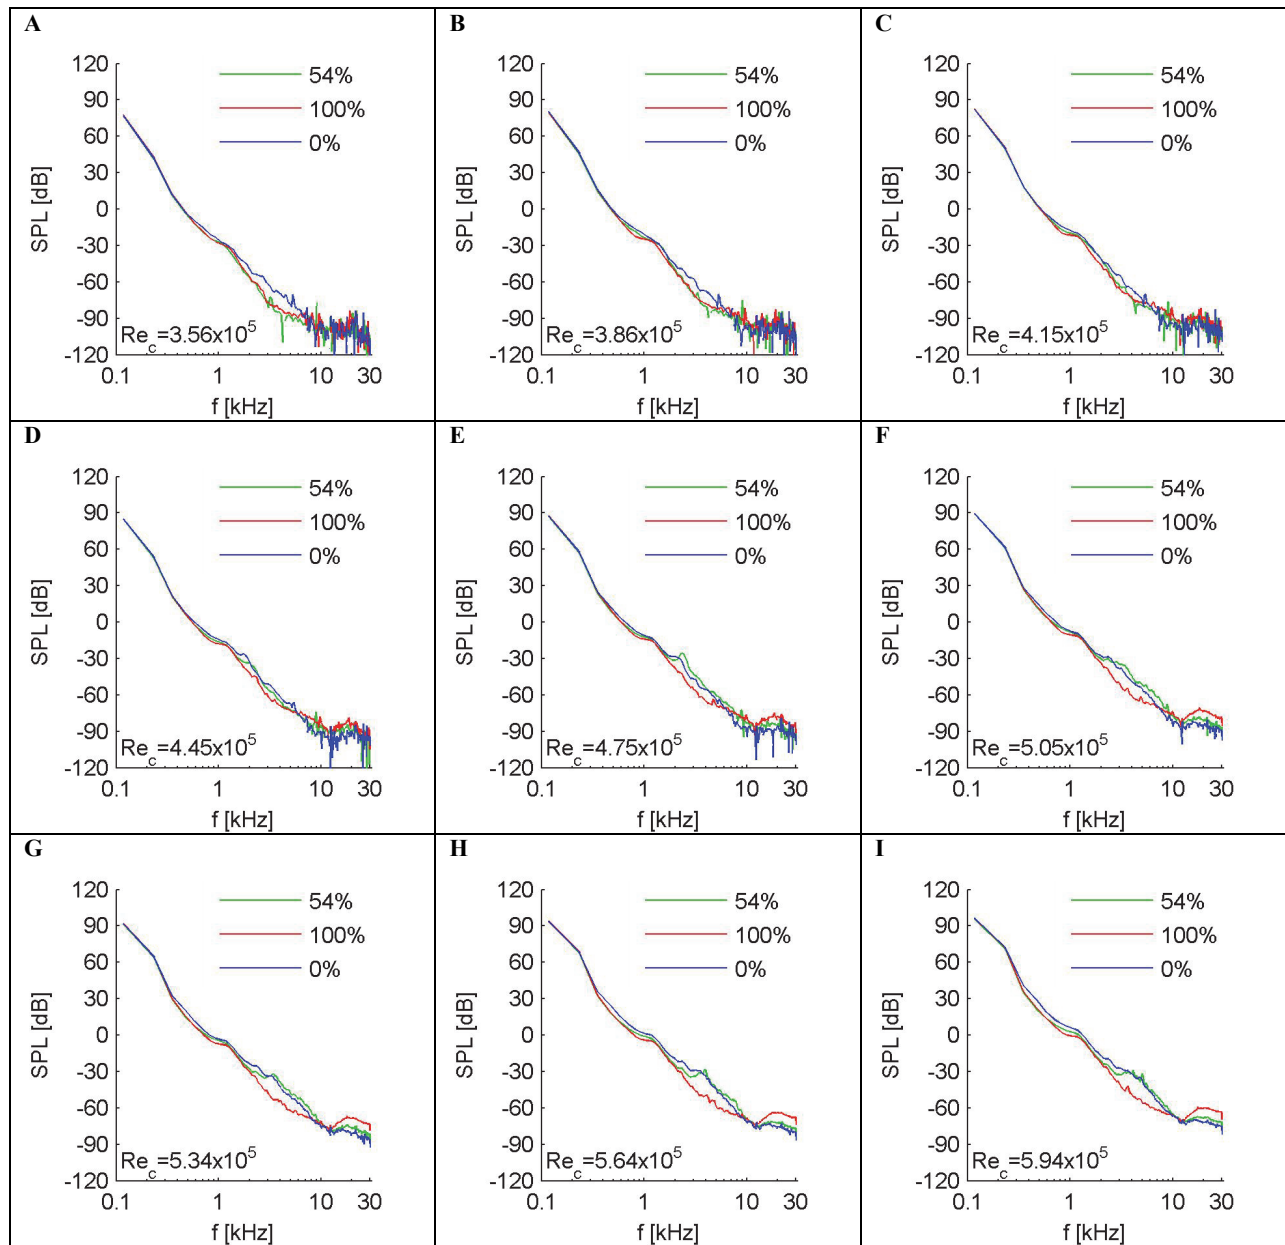 A
120
90
60
30
0
-30
-60
-90
-120
SPL [dB]
54%
100%
0%
Re_c=3.56x10^5
0.1 1 10 30
f [kHz]
B
120
90
60
30
0
-30
-60
-90
-120
SPL [dB]
54%
100%
0%
Re_c=3.86x10^5
0.1 1 10 30
f [kHz]
C
120
90
60
30
0
-30
-60
-90
-120
SPL [dB]
54%
100%
0%
Re_c=4.15x10^5
0.1 1 10 30
f [kHz]
D
120
90
60
30
0
-30
-60
-90
-120
SPL [dB]
54%
100%
0%
Re_c=4.45x10^5
0.1 1 10 30
f [kHz]
E
120
90
60
30
0
-30
-60
-90
-120
SPL [dB]
54%
100%
0%
Re_c=4.75x10^5
0.1 1 10 30
f [kHz]
F
120
90
60
30
0
-30
-60
-90
-120
SPL [dB]
54%
100%
0%
Re_c=5.05x10^5
0.1 1 10 30
f [kHz]
G
120
90
60
30
0
-30
-60
-90
-120
SPL [dB]
54%
100%
0%
Re_c=5.34x10^5
0.1 1 10 30
f [kHz]
H
120
90
60
30
0
-30
-60
-90
-120
SPL [dB]
54%
100%
0%
Re_c=5.64x10^5
0.1 1 10 30
f [kHz]
I
120
90
60
30
0
-30
-60
-90
-120
SPL [dB]
54%
100%
0%
Re_c=5.94x10^5
0.1 1 10 30
f [kHz]